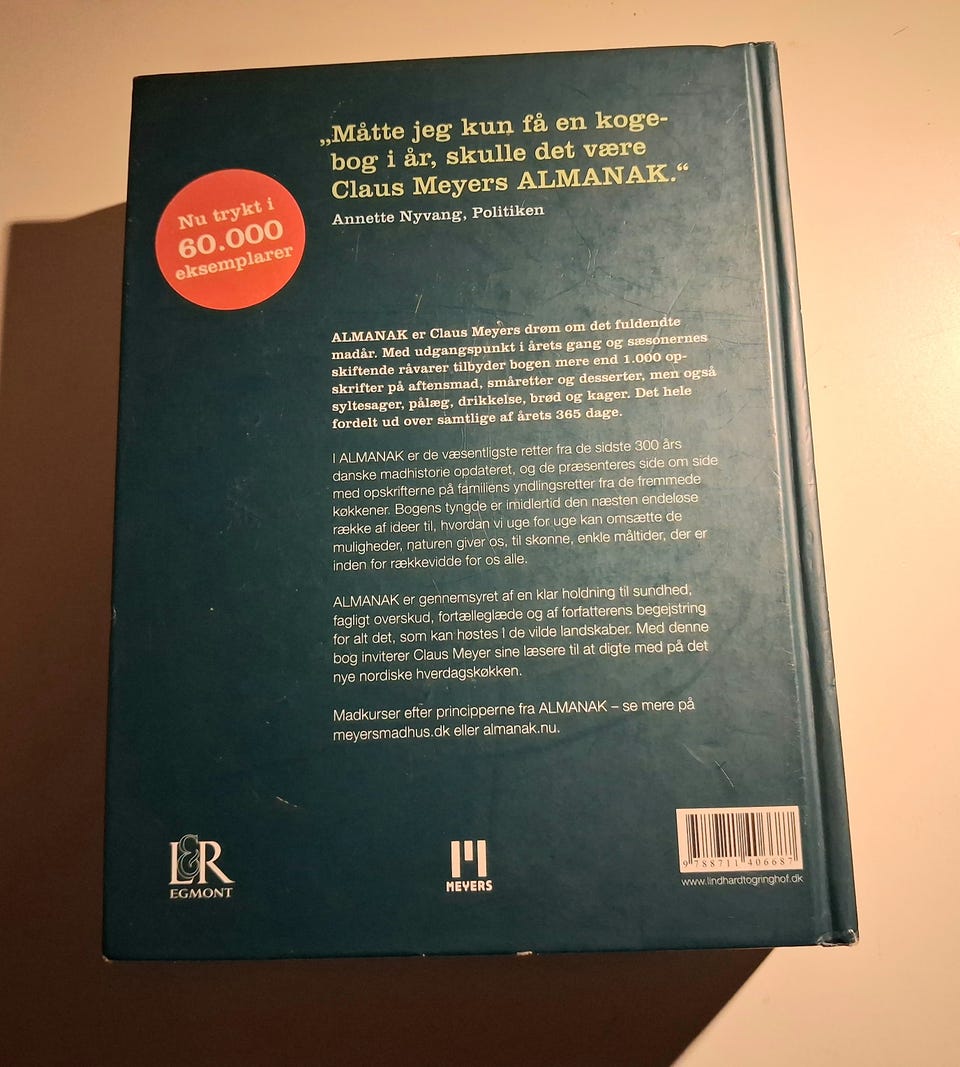 „Måtte jeg kun få en koge-
bog i år, skulle det være
Claus Meyers ALMANAK.“
Annette Nyvang, Politiken
Nu trykt i
60.000
eksemplarer
ALMANAK er Claus Meyers drøm om det fuldendte
madår. Med udgangspunkt i årets gang og sæsonernes
skiftende råvarer tilbyder bogen mere end 1.000 op-
skrifter på aftensmad, småretter og desserter, men også
syltesager, pålæg, drikkelse, brød og kager. Det hele
fordelt ud over samtlige af årets 365 dage.
I ALMANAK er de væsentligste retter fra de sidste 300 års
danske madhistorie opdateret, og de præsenteres side om side
med opskrifterne på familiens yndlingsretter fra de fremmede
køkkener. Bogens tyngde er imidlertid den næsten endeløse
række af ideer til, hvordan vi uge for uge kan omsætte de
muligheder, naturen giver os, til skønne, enkle måltider, der er
inden for rækkevidde for os alle.
ALMANAK er gennemsyret af en klar holdning til sundhed,
fagligt overskud, fortælleglæde og af forfatterens begejstring
for alt det, som kan høstes I de vilde landskaber. Med denne
bog inviterer Claus Meyer sine læsere til at digte med på det
nye nordiske hverdagskøkken.
Madkurser efter principperne fra ALMANAK – se mere på
meyersmadhus.dk eller almanak.nu.
L&R
EGMONT
MEYERS
9 788711 406687
www.lindhardtogringhof.dk